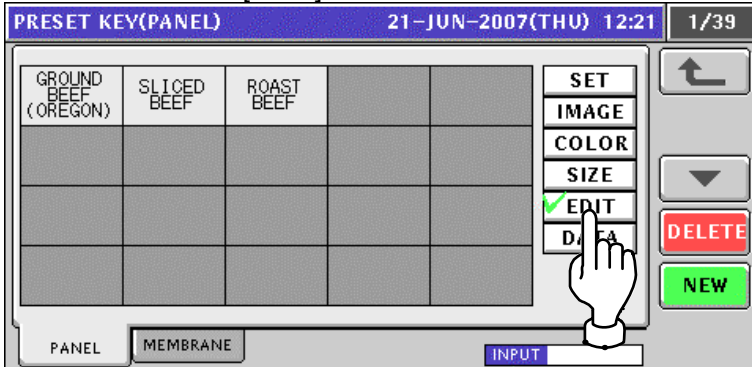 PRESET KEY(PANEL) 21-JUN-2007(THU) 12:21 1/39
GROUND BEEF (OREGON)
SLICED BEEF
ROAST BEEF
SET
IMAGE
COLOR
SIZE
EDIT
DATA
DELETE
NEW
PANEL
MEMBRANE
INPUT